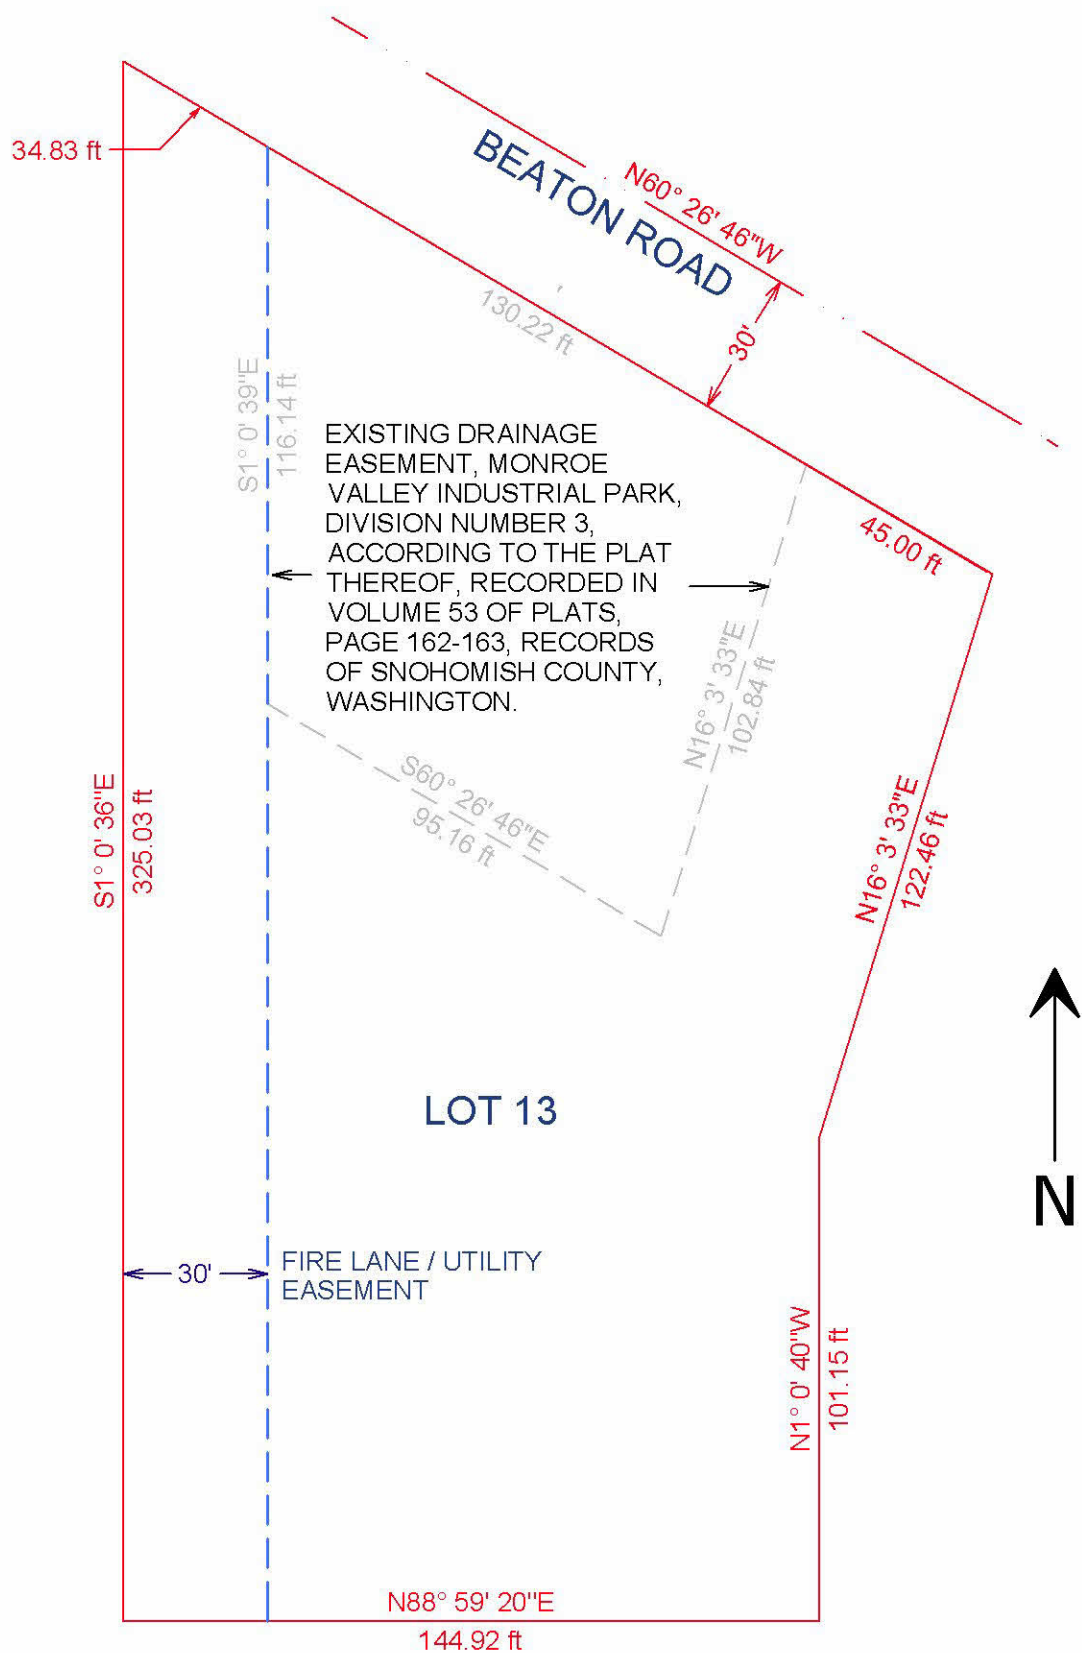 34.83 ft
BEATON ROAD
N60° 26' 46"W
30'
130.22 ft
S1° 0' 39"E
116.14 ft
EXISTING DRAINAGE
EASEMENT, MONROE
VALLEY INDUSTRIAL PARK,
DIVISION NUMBER 3,
ACCORDING TO THE PLAT
THEREOF, RECORDED IN
VOLUME 53 OF PLATS,
PAGE 162-163, RECORDS
OF SNOHOMISH COUNTY,
WASHINGTON.
45.00 ft
N16° 3' 33"E
102.84 ft
S60° 26' 46"E
95.16 ft
S1° 0' 36"E
325.03 ft
N16° 3' 33"E
122.46 ft
LOT 13
N
30'
FIRE LANE / UTILITY
EASEMENT
N1° 0' 40"W
101.15 ft
N88° 59' 20"E
144.92 ft